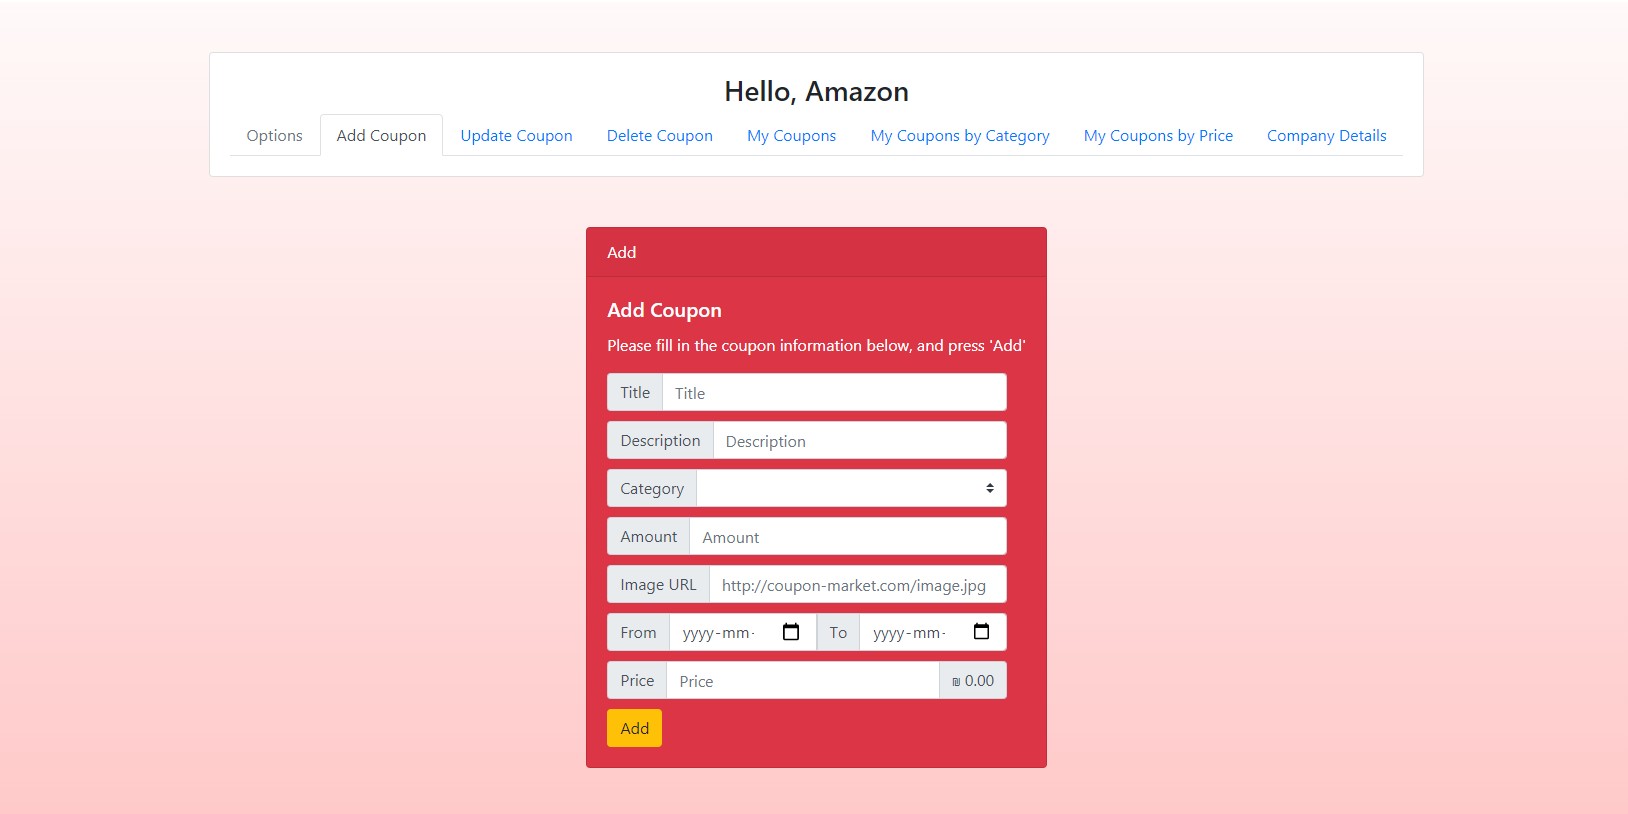 Hello, Amazon
Options Add Coupon Update Coupon Delete Coupon My Coupons My Coupons by Category My Coupons by Price Company Details
Add
Add Coupon
Please fill in the coupon information below, and press 'Add'
Title Title
Description Description
Category
Amount Amount
Image URL http://coupon-market.com/image.jpg
From yyyy-mm- To yyyy-mm-
Price Price ₪ 0.00
Add